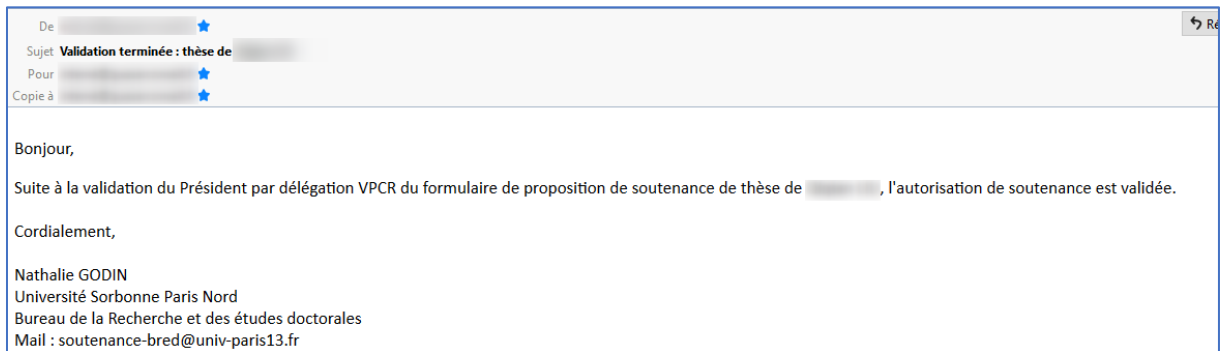 De
Ré
Sujet Validation terminée : thèse de
Pour
Copie à
Bonjour,
Suite à la validation du Président par délégation VPCR du formulaire de proposition de soutenance de thèse de , l'autorisation de soutenance est validée.
Cordialement,
Nathalie GODIN
Université Sorbonne Paris Nord
Bureau de la Recherche et des études doctorales
Mail : soutenance-bred@univ-paris13.fr